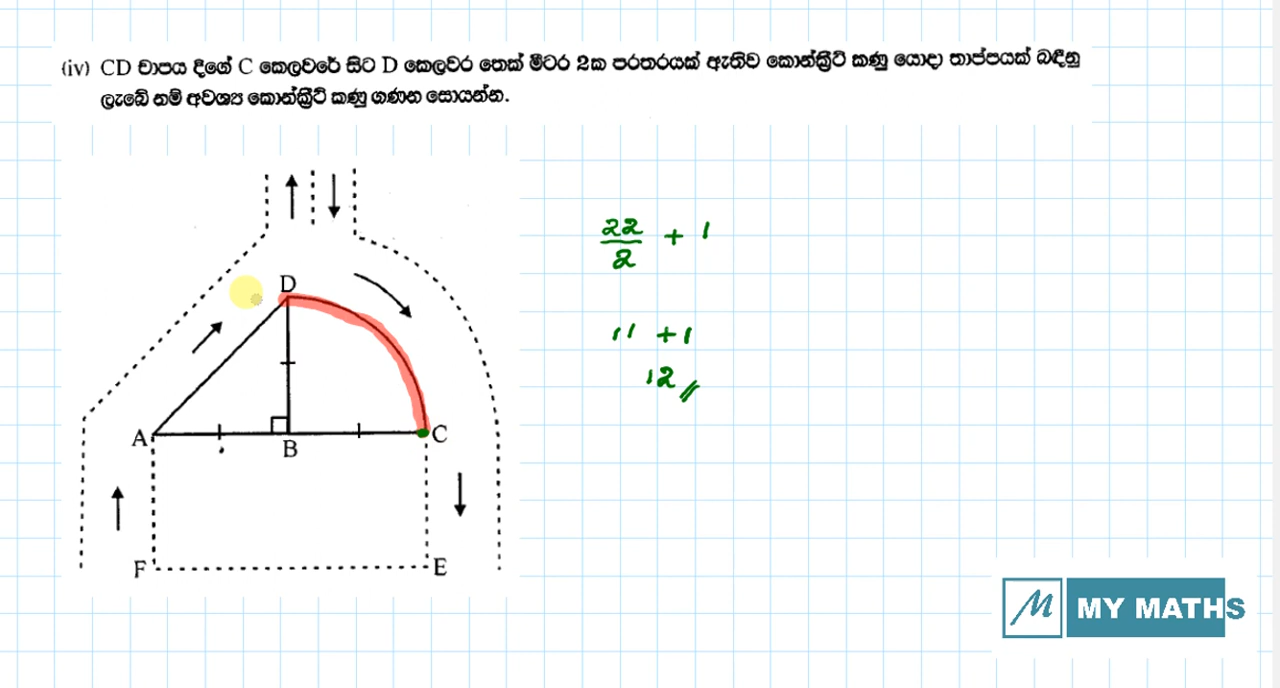 (iv) CD චාපය දිගේ C කෙලවරේ සිට D කෙලවර තෙක් මීටර 2ක පරතරයක් ඇතිව කොන්ක්‍රීට් කණු යොදා තාප්පයක් බඳිනු
ලැබේ නම් අවශ්‍ය කොන්ක්‍රීට් කණු ගණන සොයන්න.
22/2 + 1
11 + 1
12
D
A
B
C
F
E
M MY MATHS